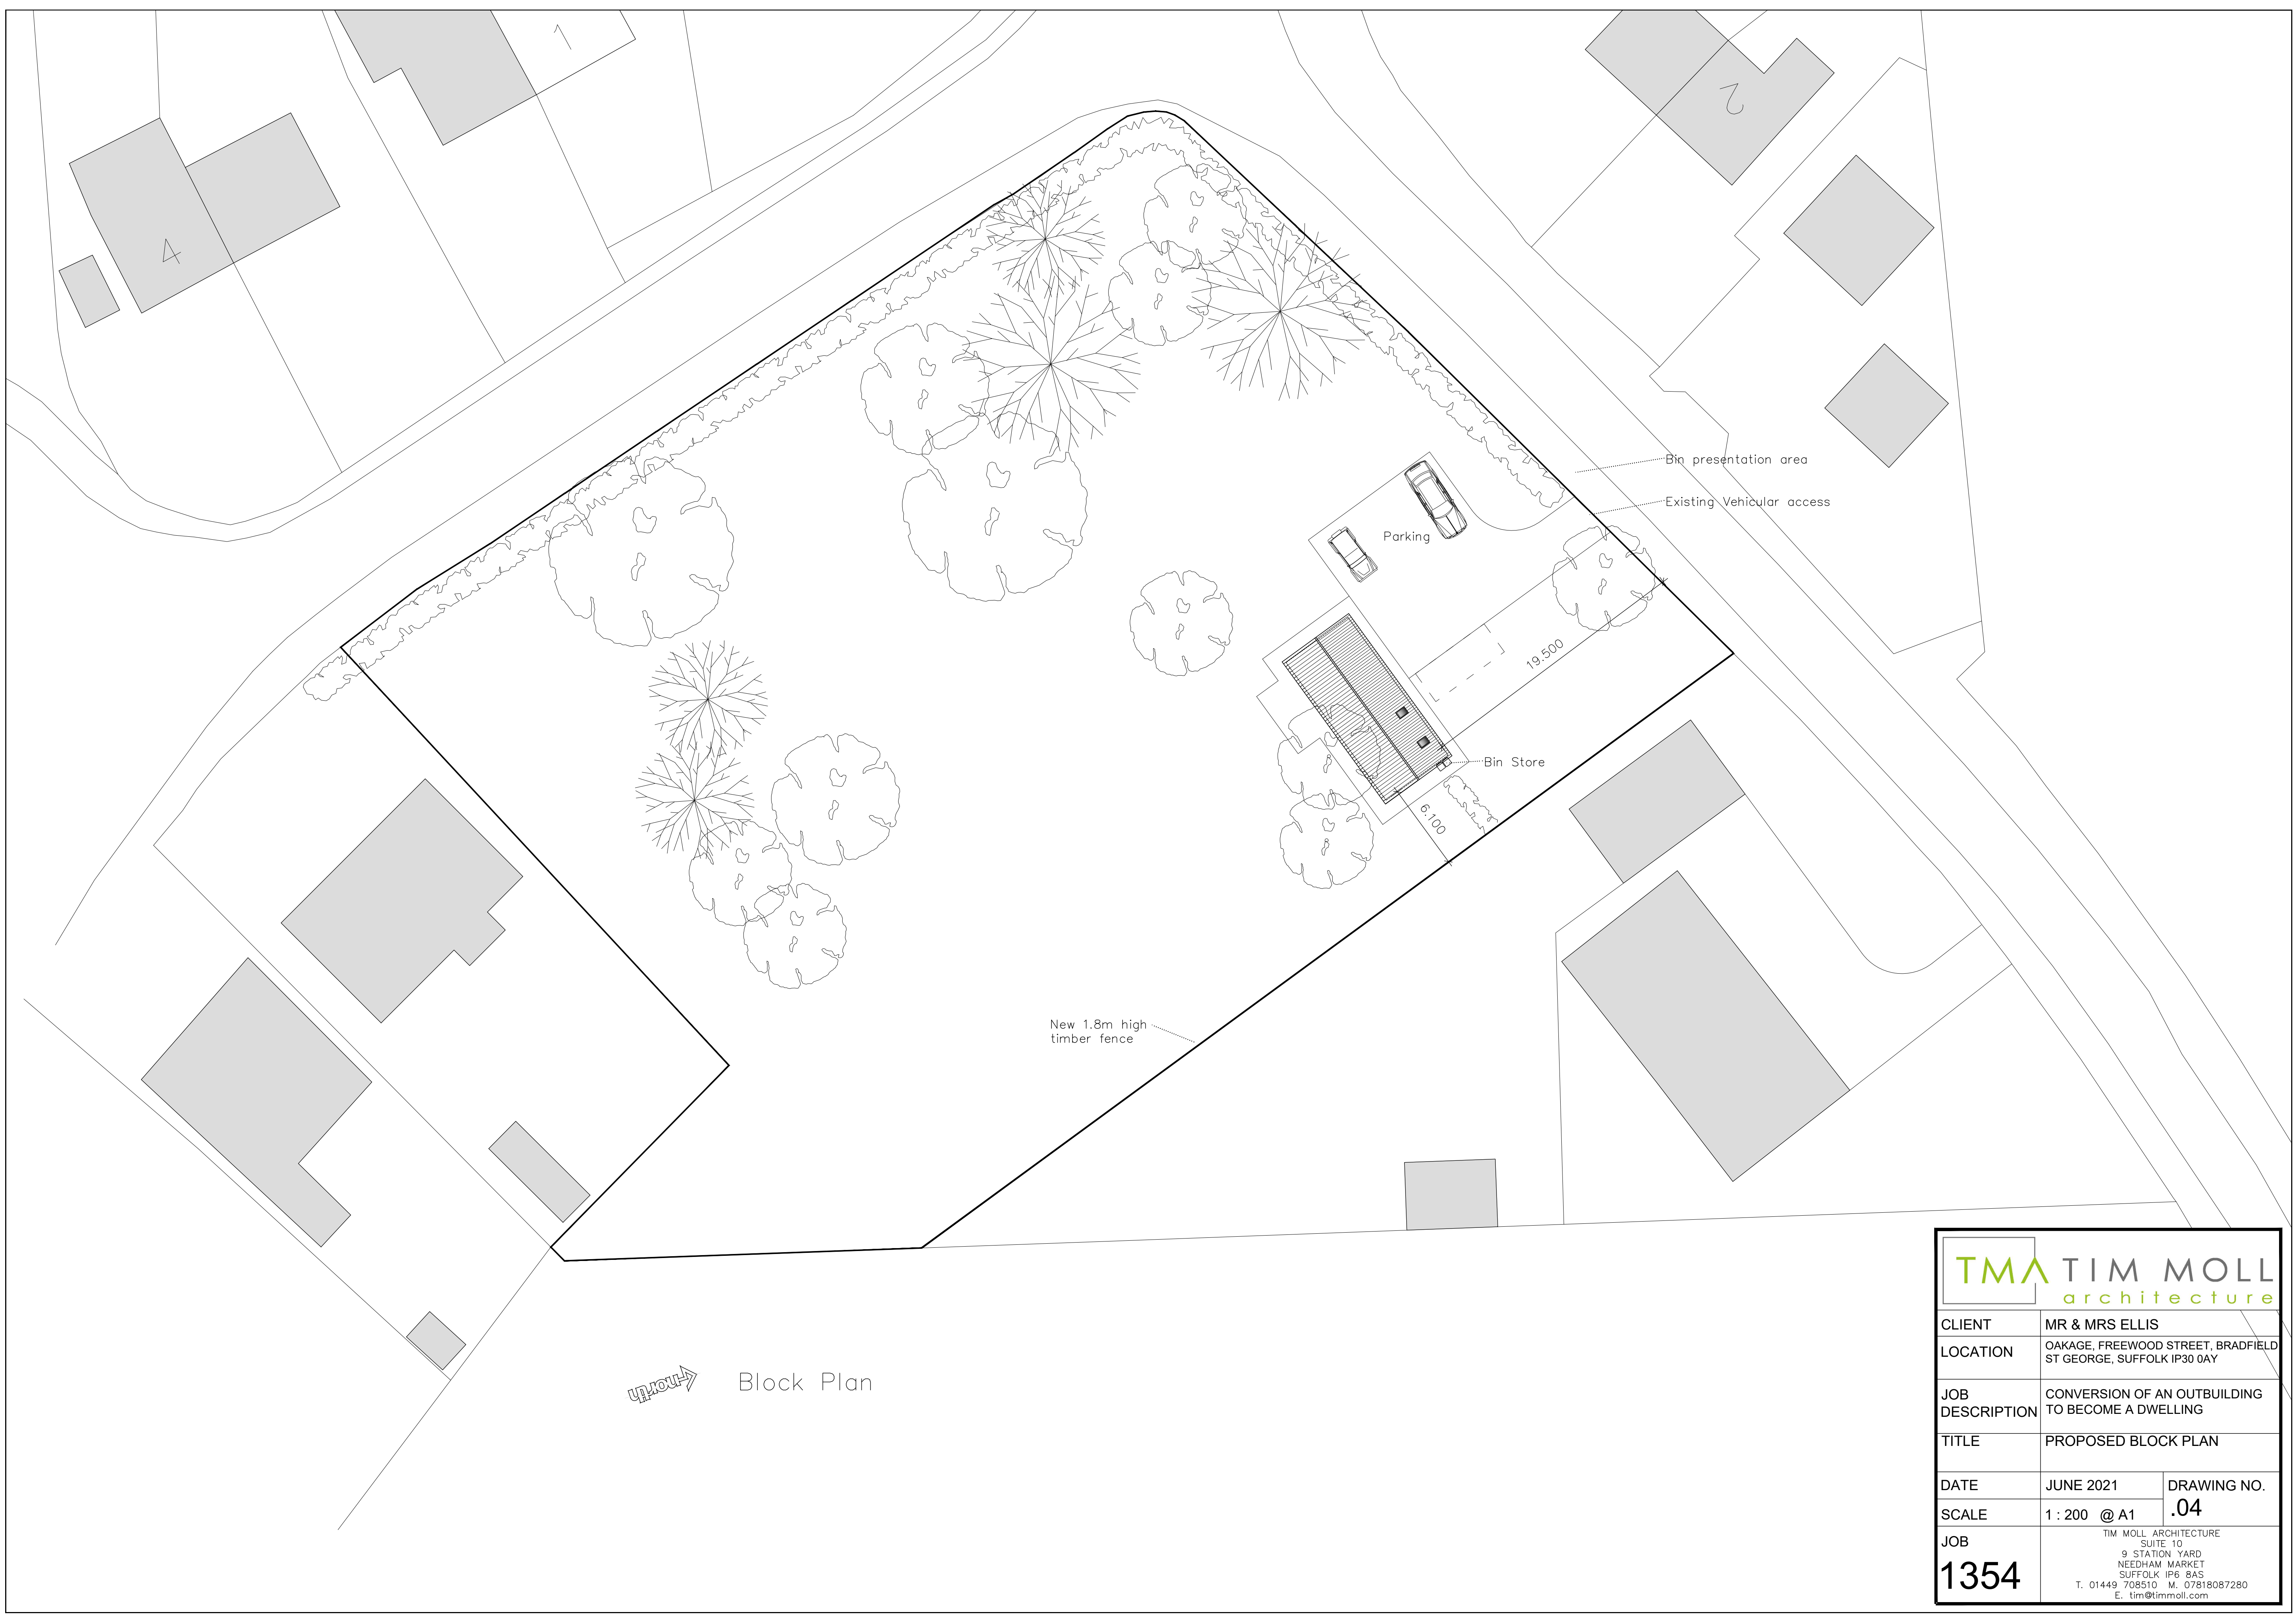 1
2
4
Bin presentation area
Existing Vehicular access
Parking
19.500
Bin Store
6.100
New 1.8m high
timber fence
north
Block Plan
TMA TIM MOLL
architecture
CLIENT MR & MRS ELLIS
LOCATION OAKAGE, FREEWOOD STREET, BRADFIELD
ST GEORGE, SUFFOLK IP30 0AY
JOB DESCRIPTION CONVERSION OF AN OUTBUILDING
TO BECOME A DWELLING
TITLE PROPOSED BLOCK PLAN
DATE JUNE 2021 DRAWING NO.
SCALE 1 : 200 @ A1 .04
JOB
1354
TIM MOLL ARCHITECTURE
SUITE 10
9 STATION YARD
NEEDHAM MARKET
SUFFOLK IP6 8AS
T. 01449 708510 M. 07818087280
E. tim@timmoll.com